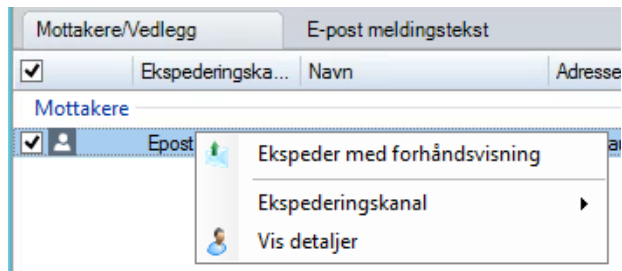 Mottakere/Vedlegg E-post meldingstekst
Ekspederingska... Navn Adresse
Mottakere
Epost
Ekspeder med forhåndsvisning
Ekspederingskanal
Vis detaljer